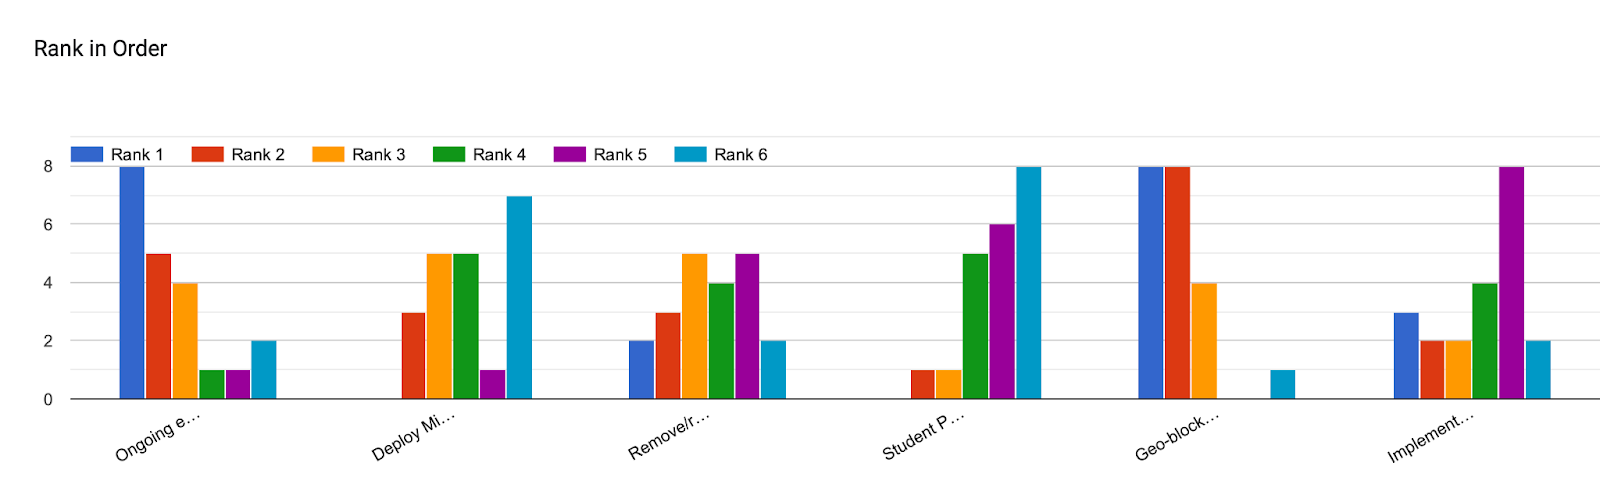 Rank in Order
Rank 1 Rank 2 Rank 3 Rank 4 Rank 5 Rank 6
8
6
4
2
0
Ongoing e... Deploy Mi... Remove/r... Student P... Geo-block... Implement...